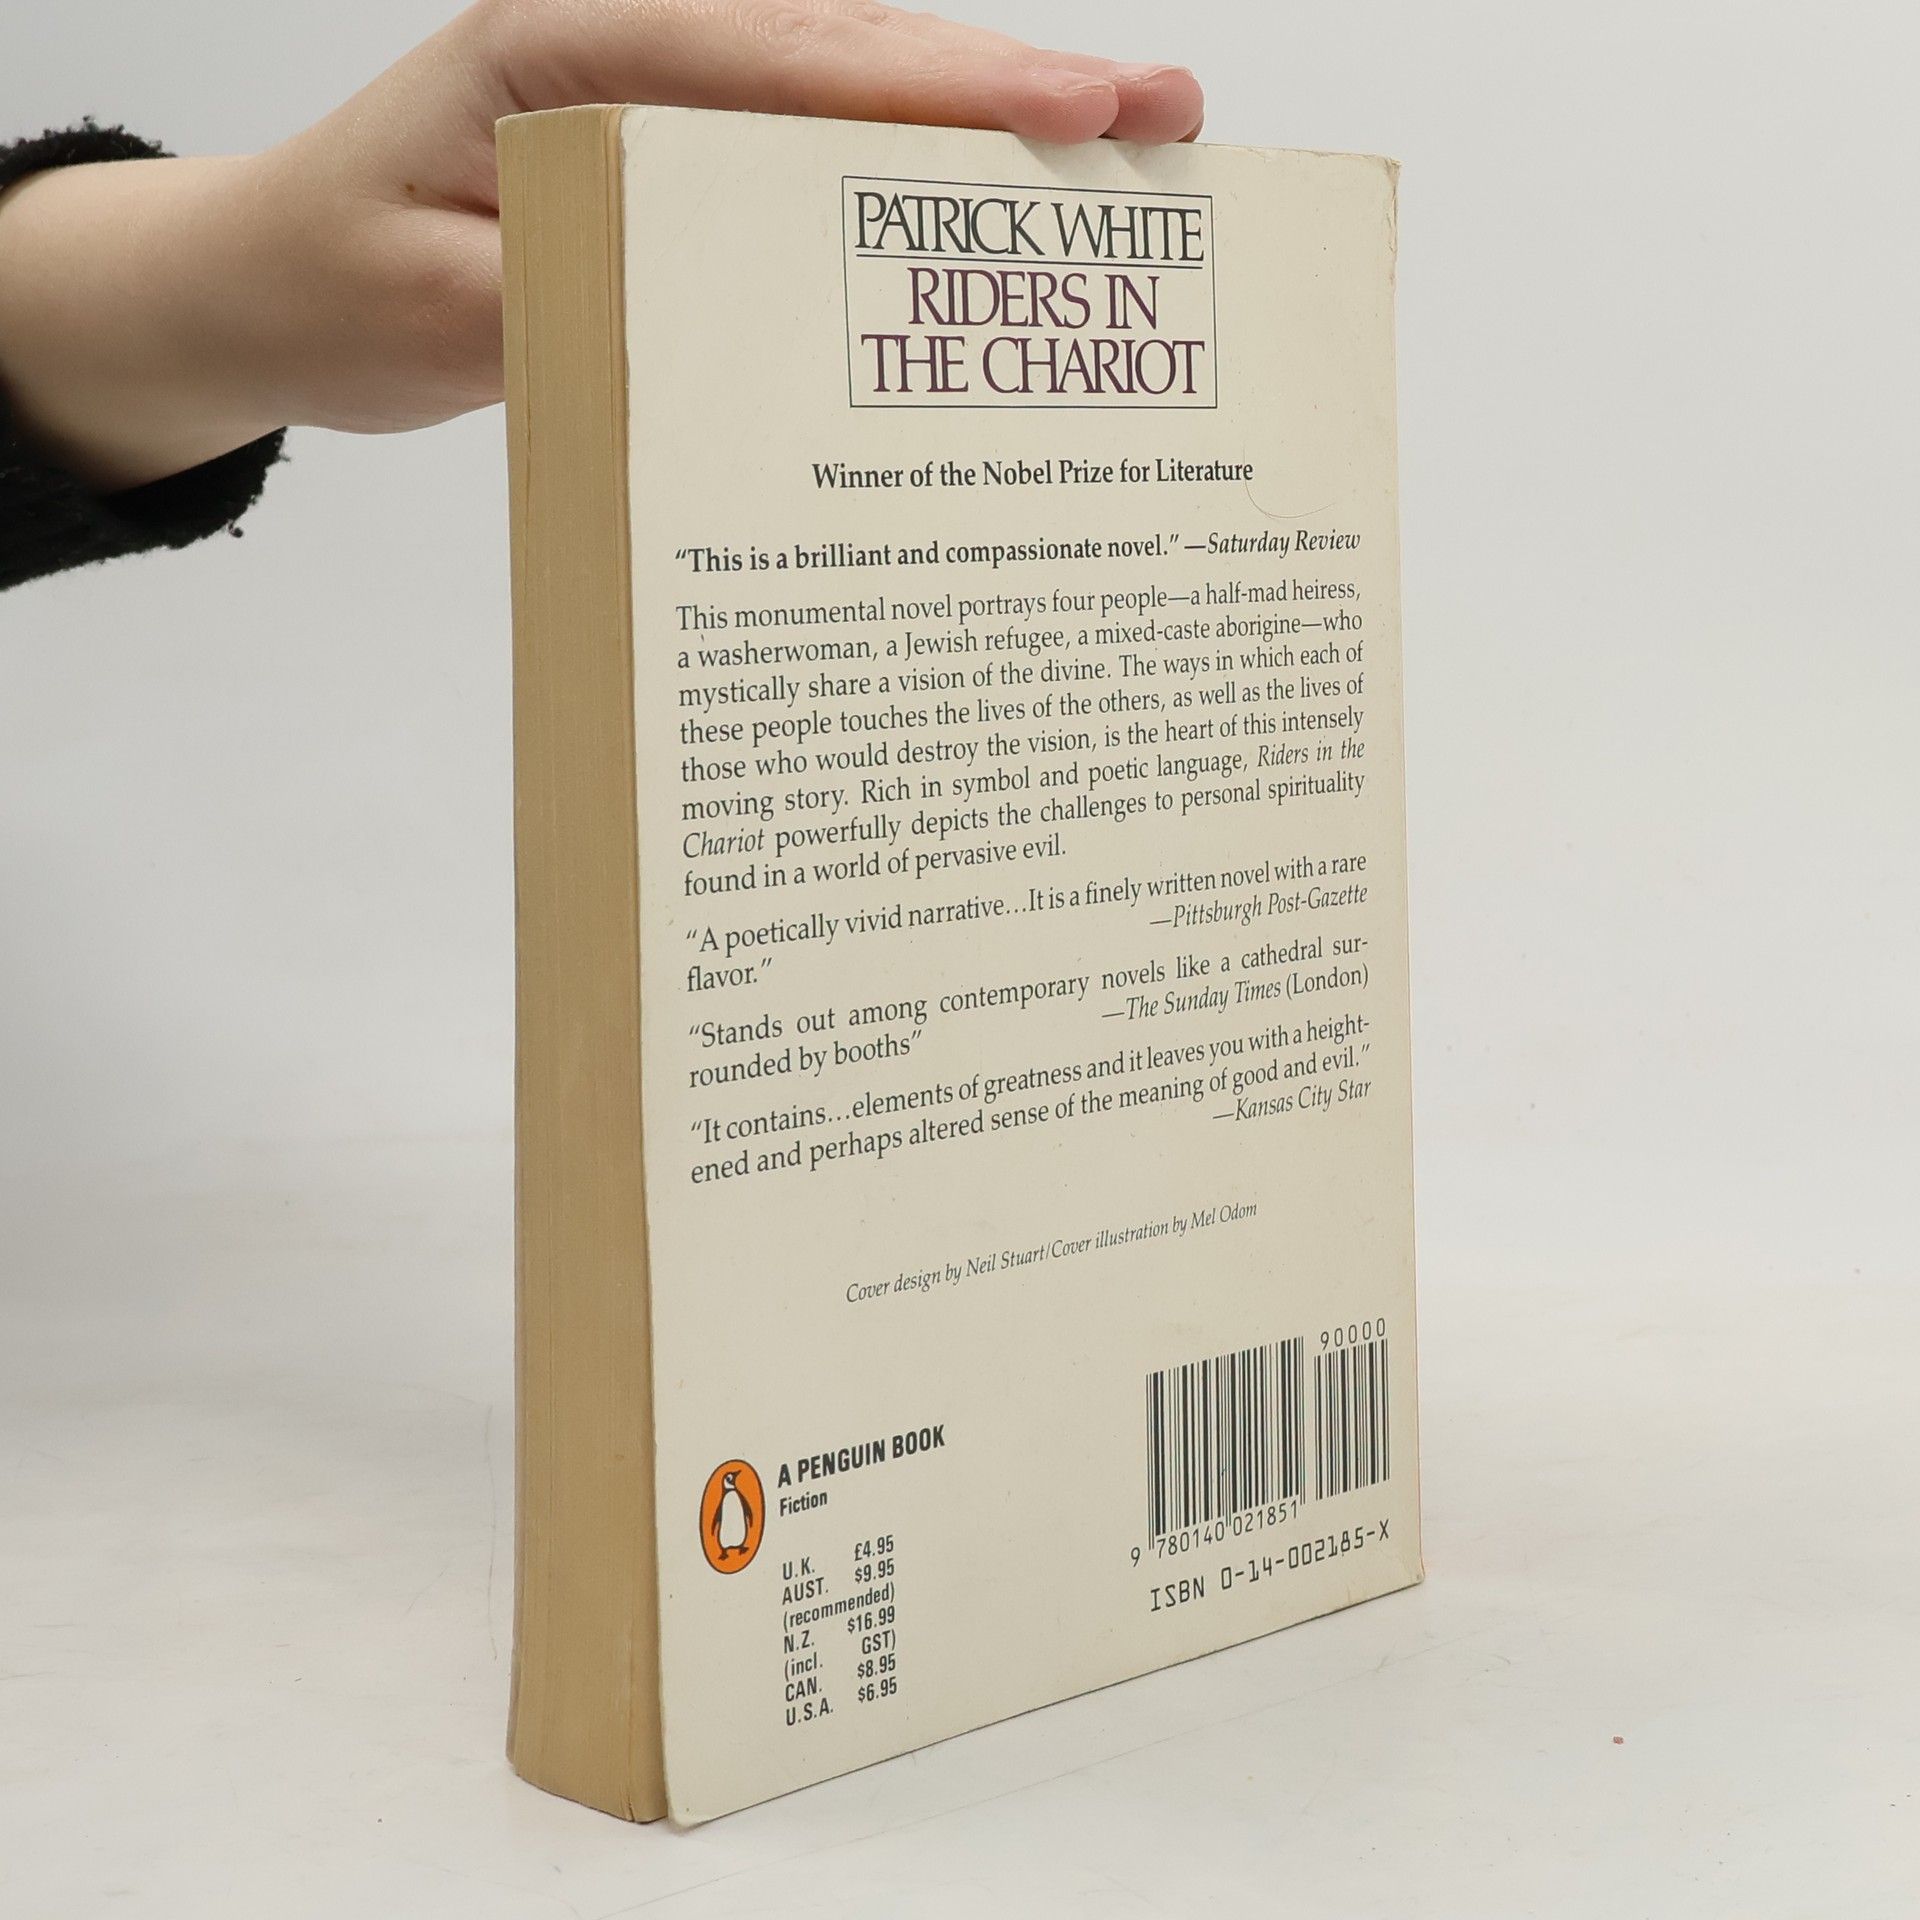 PATRICK WHITE
RIDERS IN
THE CHARIOT
Winner of the Nobel Prize for Literature
“This is a brilliant and compassionate novel.” —Saturday Review
This monumental novel portrays four people—a half-mad heiress,
a washerwoman, a Jewish refugee, a mixed-caste aborigine—who
mystically share a vision of the divine. The ways in which each of
these people touches the lives of the others, as well as the lives of
those who would destroy the vision, is the heart of this intensely
moving story. Rich in symbol and poetic language, Riders in the
Chariot powerfully depicts the challenges to personal spirituality
found in a world of pervasive evil.
“A poetically vivid narrative...It is a finely written novel with a rare
flavor.” —Pittsburgh Post-Gazette
“Stands out among contemporary novels like a cathedral sur-
rounded by booths” —The Sunday Times (London)
“It contains...elements of greatness and it leaves you with a height-
ened and perhaps altered sense of the meaning of good and evil.”
—Kansas City Star
Cover design by Neil Stuart/Cover illustration by Mel Odom
A PENGUIN BOOK
Fiction
U.K. £4.95
AUST. $9.95
(recommended)
N.Z. $16.99
(incl. GST)
CAN. $8.95
U.S.A. $6.95
90000
9 780140 021851
ISBN 0-14-002185-X